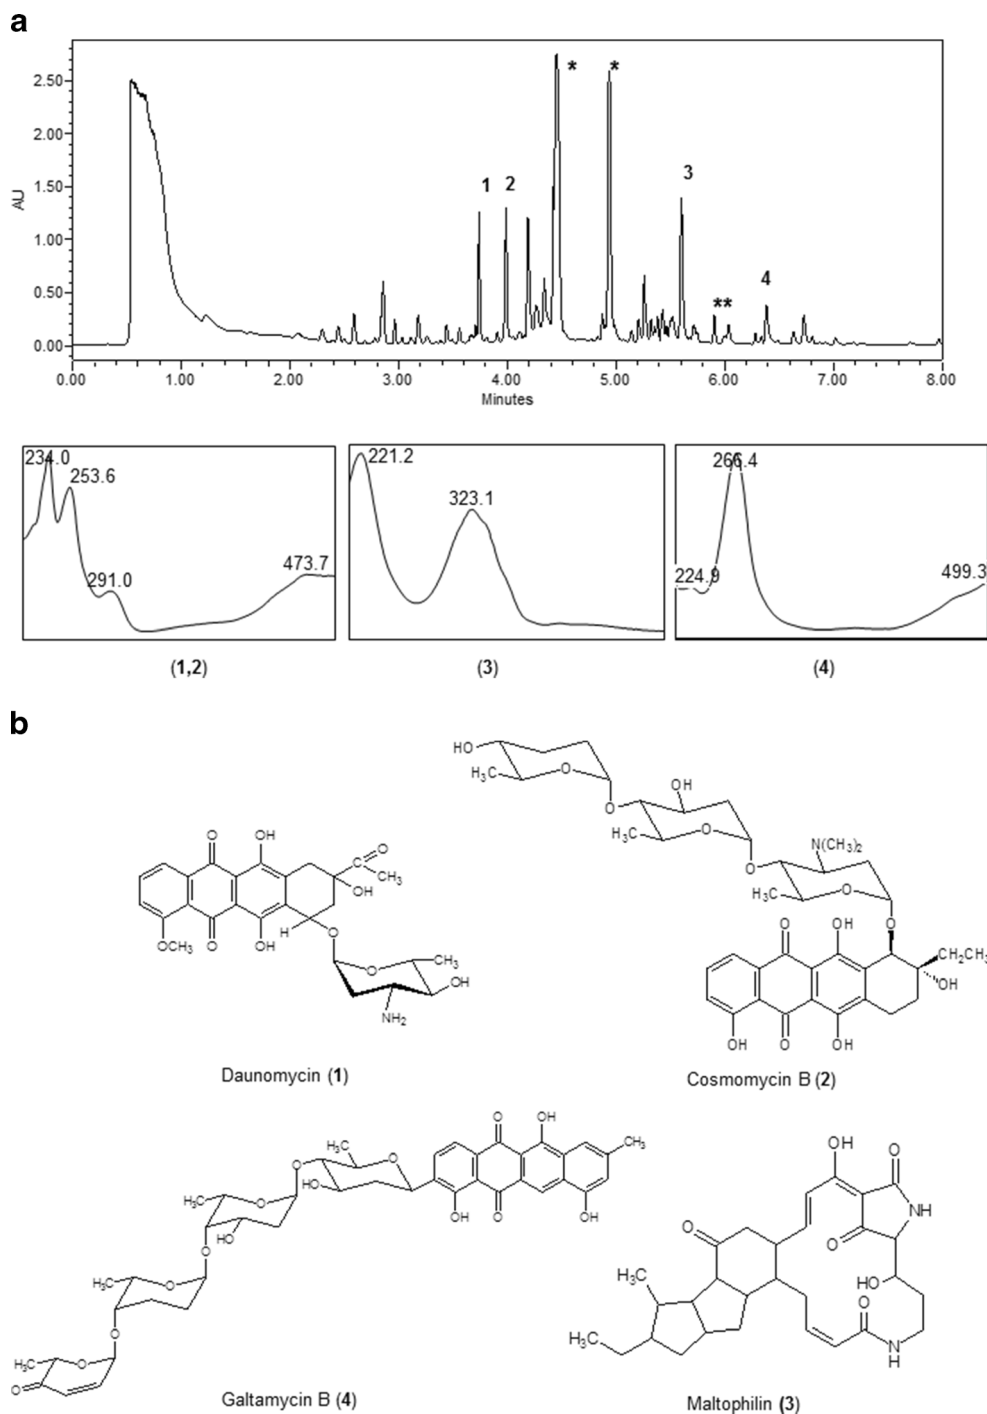 a
2.50
2.00
1.50
1.00
0.50
0.00
AU
* *
1 2 3
** 4
0.00 1.00 2.00 3.00 4.00 5.00 6.00 7.00 8.00
Minutes
234.0 253.6 291.0 473.7
221.2 323.1
266.4 224.9 499.3
(1,2) (3) (4)
b
HO
H₃C O
O
OH
H₃C O
O
N(CH₃)₂
H₃C O
O
O OH
C O
CH₃
OH
OCH₃ O OH
H O
O CH₃
OH
NH₂
O OH
CH₂CH₃
OH
OH O OH
Daunomycin (1)
Cosmomycin B (2)
O OH
CH₃
OH O OH
H₃C O
HO
O
H₃C O
HO
O
H₃C O
O
H₃C O
O
OH O
NH
O
O
HO
H₃C
H₃C
O
N
H
Galtamycin B (4)
Maltophilin (3)